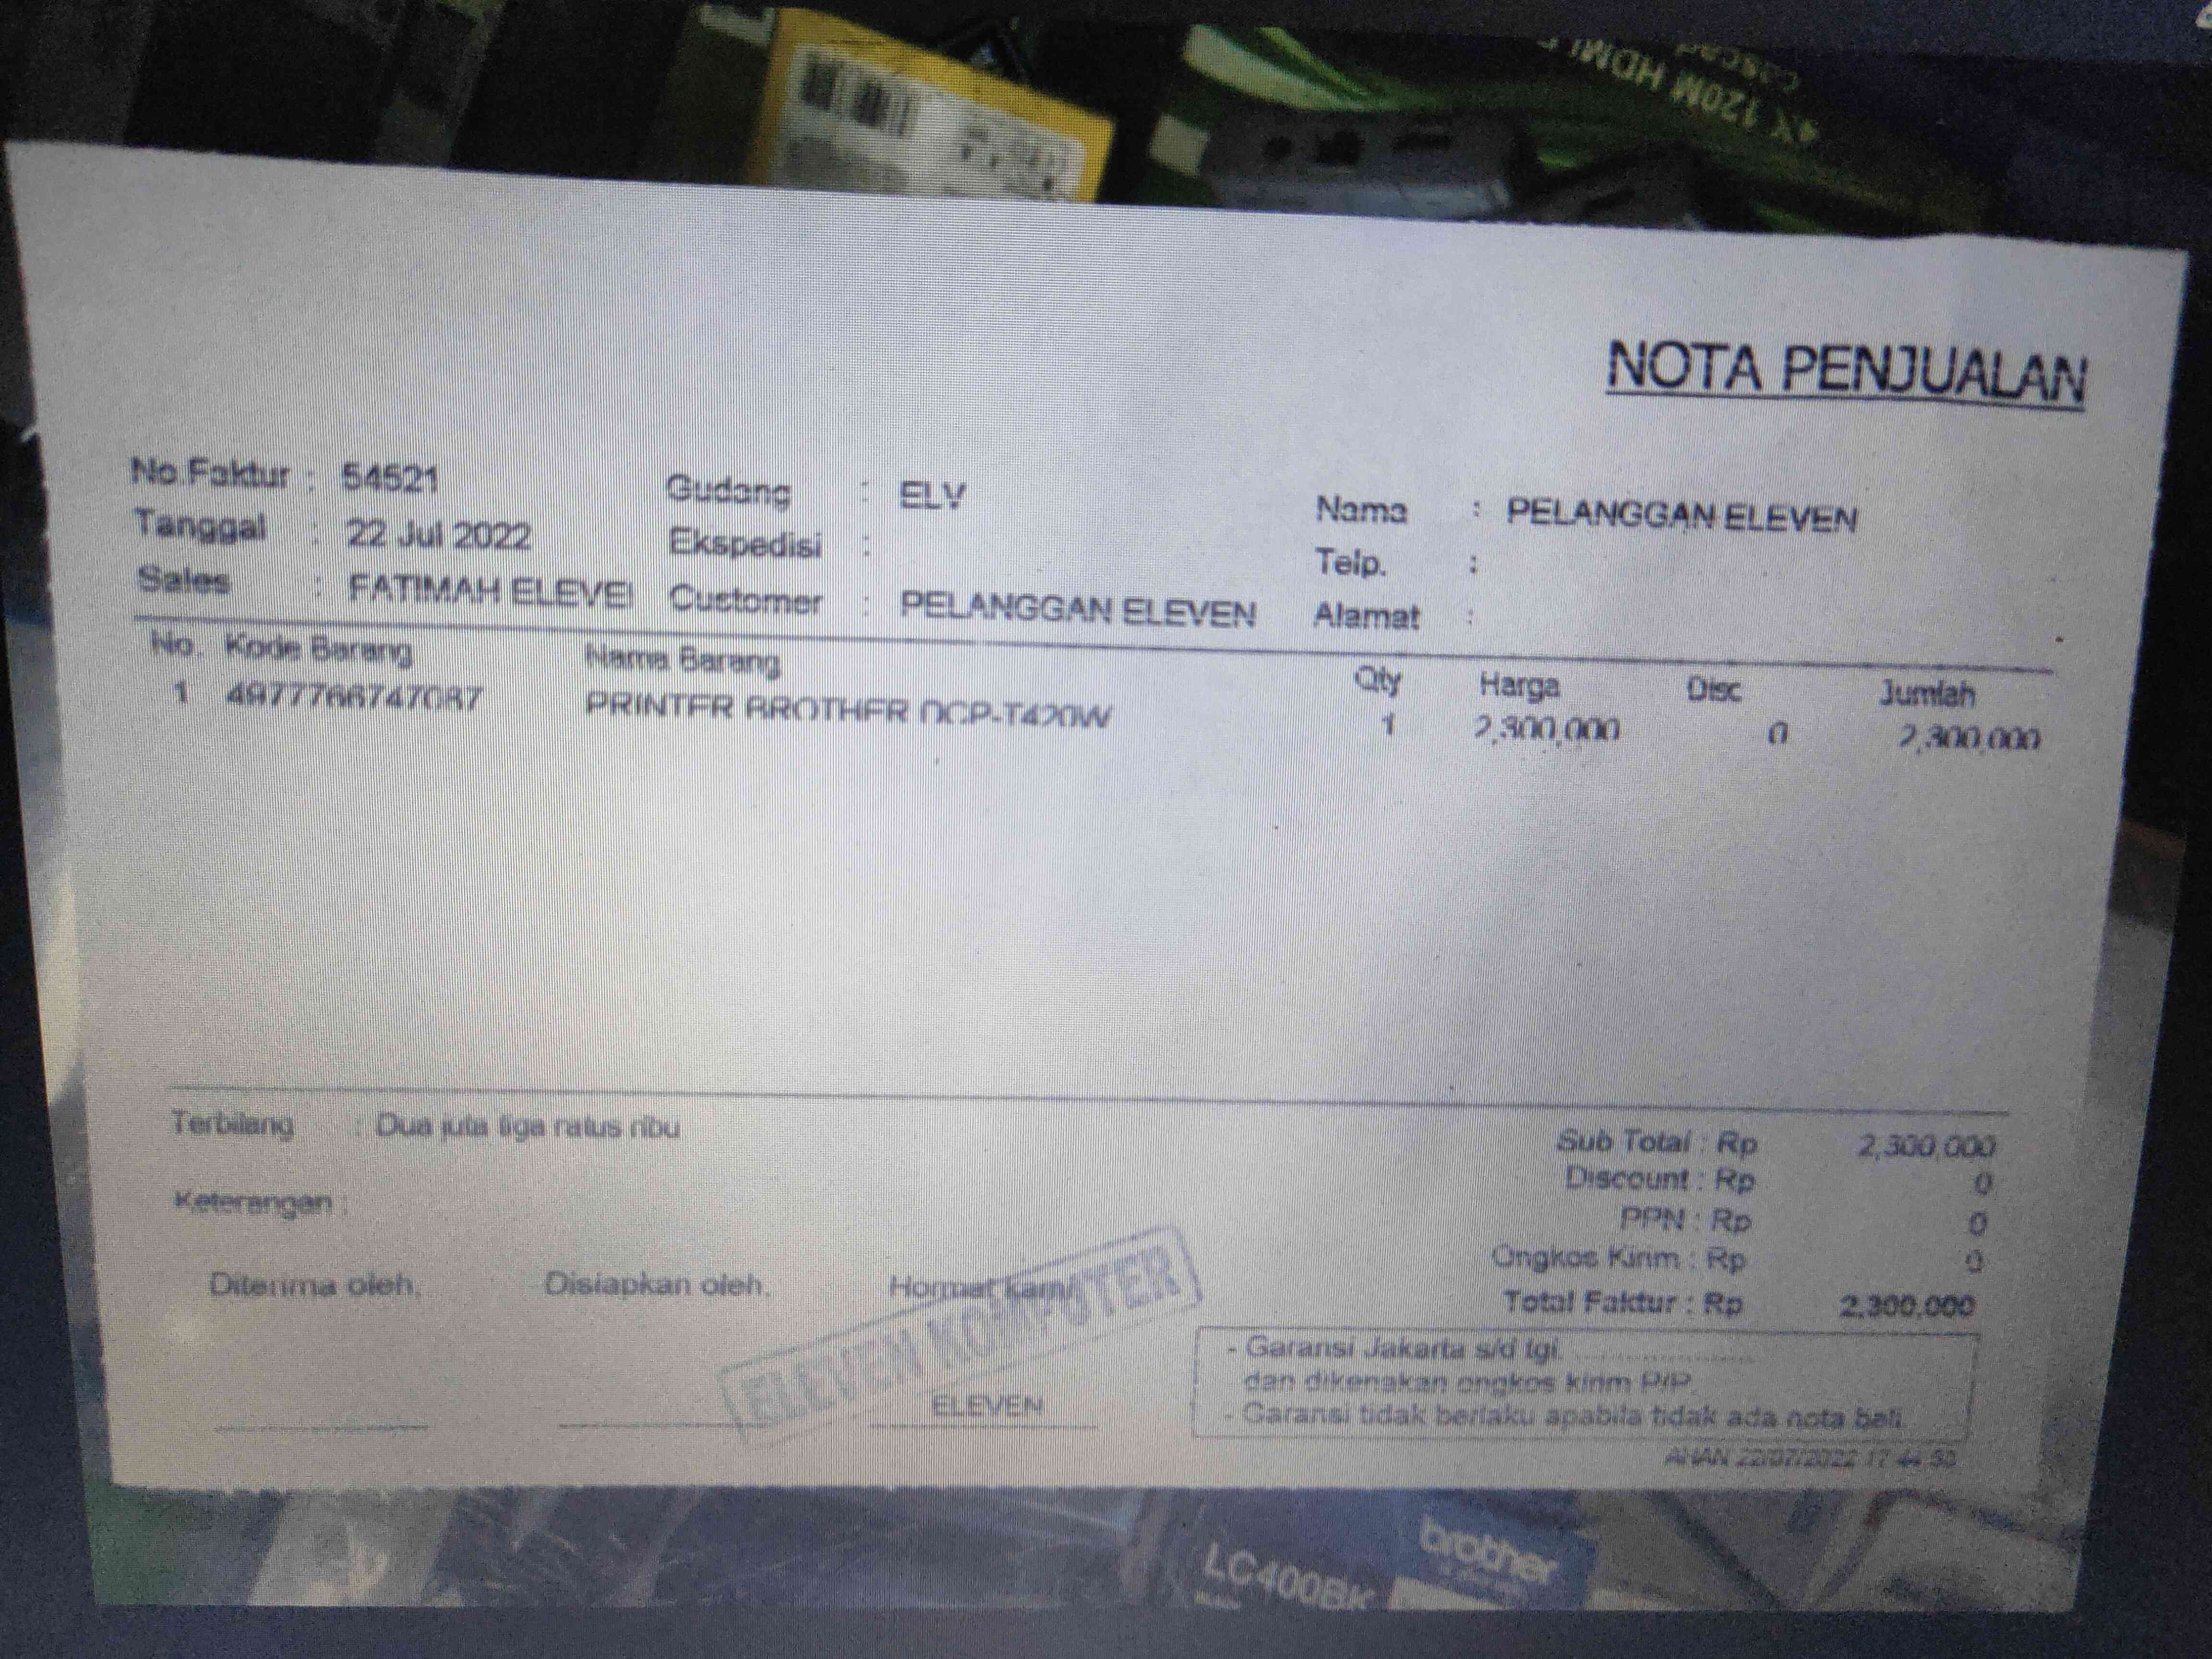 4X 120M HDMI
NOTA PENJUALAN
No.Faktur : 54521 Gudang : ELV Nama : PELANGGAN ELEVEN
Tanggal : 22 Jul 2022 Ekspedisi : Telp. :
Sales : FATIMAH ELEVEI Customer : PELANGGAN ELEVEN Alamat :
No. Kode Barang Nama Barang Qty Harga Disc Jumlah
1 4977766747087 PRINTER BROTHER DCP-T420W 1 2,300,000 0 2,300,000
Terbilang : Dua juta tiga ratus ribu
Sub Total : Rp 2,300,000
Discount : Rp 0
Keterangan :
PPN : Rp 0
Ongkos Kirim : Rp 0
Diterima oleh, Disiapkan oleh, Hormat kami,
Total Faktur : Rp 2,300,000
ELEVEN KOMPUTER
ELEVEN
- Garansi Jakarta s/d tgl.
dan dikenakan ongkos kirim P/P.
- Garansi tidak berlaku apabila tidak ada nota beli.
AHAN 22/07/2022 17:44:50
LC400BK
brother